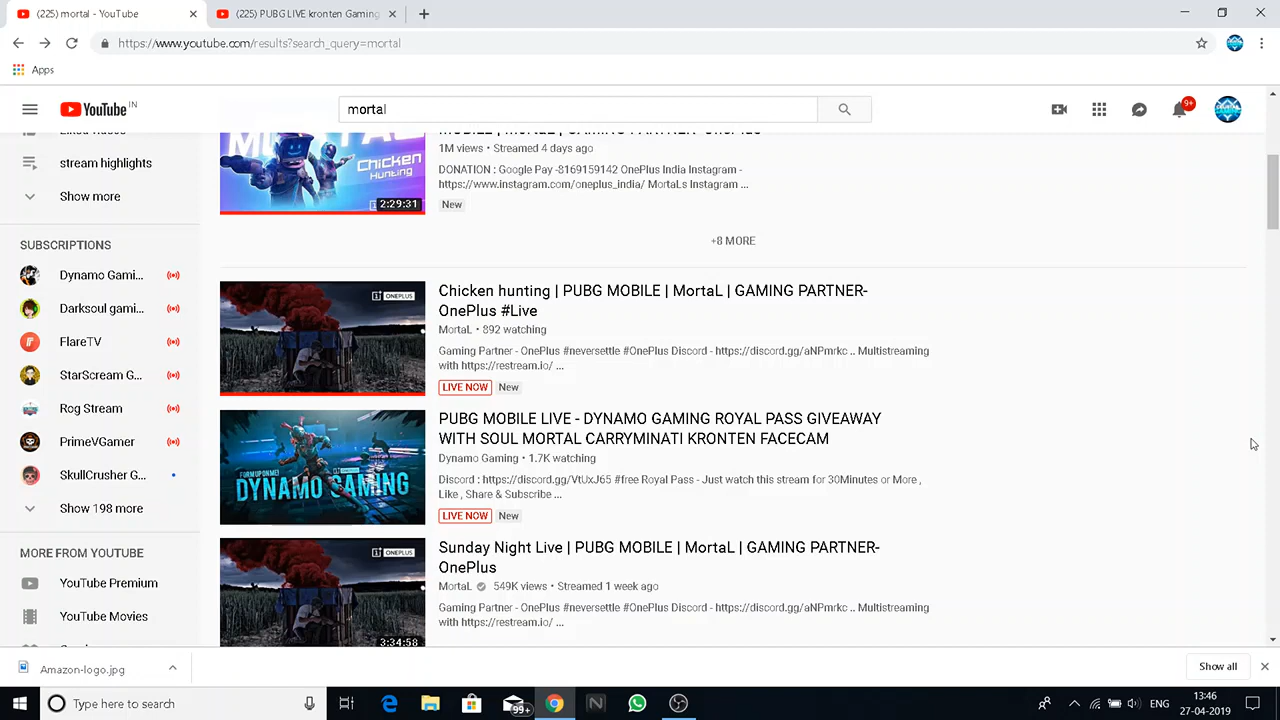 (225) mortal - YouTube
(225) PUBG LIVE kronten Gaming
https://www.youtube.com/results?search_query=mortal
Apps
YouTube IN
mortal
9+
stream highlights
Show more
SUBSCRIPTIONS
Dynamo Gami...
Darksoul gami...
FlareTV
StarScream G...
Rog Stream
PrimeVGamer
SkullCrusher G...
Show 198 more
MORE FROM YOUTUBE
YouTube Premium
YouTube Movies
Chicken
Hunting
2:29:31
1M views • Streamed 4 days ago
DONATION : Google Pay -8169159142 OnePlus India Instagram -
https://www.instagram.com/oneplus_india/ MortaLs Instagram ...
New
+8 MORE
ONEPLUS
Chicken hunting | PUBG MOBILE | MortaL | GAMING PARTNER-
OnePlus #Live
MortaL • 892 watching
Gaming Partner - OnePlus #neversettle #OnePlus Discord - https://discord.gg/aNPmrkc .. Multistreaming
with https://restream.io/ ...
LIVE NOW New
DYNAMO GAMING
PUBG MOBILE LIVE - DYNAMO GAMING ROYAL PASS GIVEAWAY
WITH SOUL MORTAL CARRYMINATI KRONTEN FACECAM
Dynamo Gaming • 1.7K watching
Discord : https://discord.gg/VtUxJ65 #free Royal Pass - Just watch this stream for 30Minutes or More ,
Like , Share & Subscribe ...
LIVE NOW New
ONEPLUS
3:34:58
Sunday Night Live | PUBG MOBILE | MortaL | GAMING PARTNER-
OnePlus
MortaL 549K views • Streamed 1 week ago
Gaming Partner - OnePlus #neversettle #OnePlus Discord - https://discord.gg/aNPmrkc .. Multistreaming
with https://restream.io/ ...
Amazon-logo.jpg
Show all
Type here to search
99+
ENG
13:46
27-04-2019